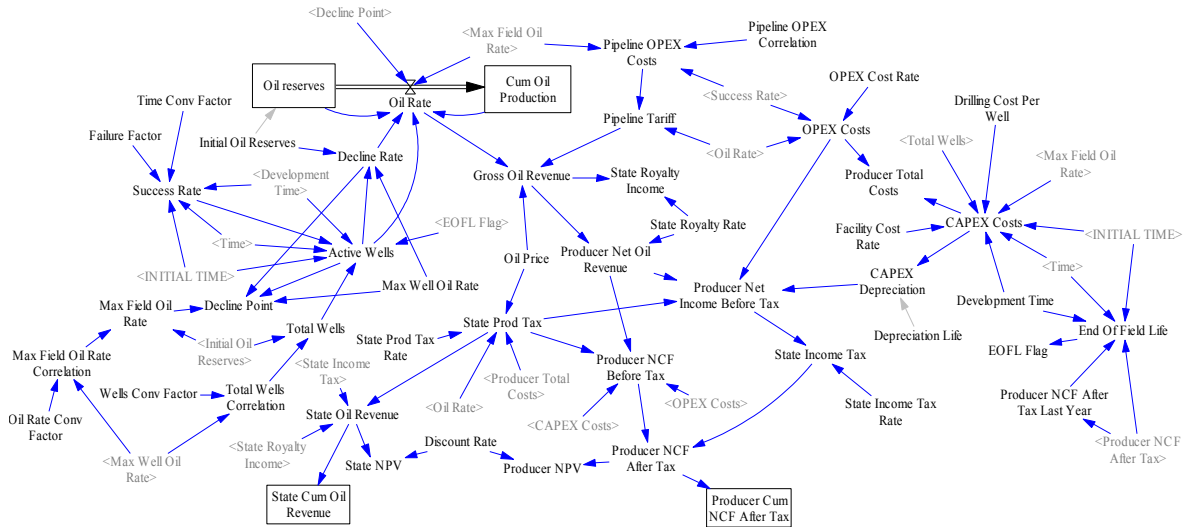 <Decline Point>
<Max Field Oil
Rate>
Pipeline OPEX
Correlation
Pipeline OPEX
Costs
Oil reserves
Cum Oil
Production
OPEX Cost Rate
Time Conv Factor
Oil Rate
<Success Rate>
Drilling Cost Per
Well
Failure Factor
Initial Oil Reserves
Pipeline Tariff
OPEX Costs
<Total Wells>
Decline Rate
<Oil Rate>
<Max Field Oil
Rate>
<Development
Time>
Gross Oil Revenue
State Royalty
Income
Producer Total
Costs
Success Rate
<EOFL Flag>
State Royalty Rate
CAPEX Costs
Facility Cost
Rate
<INITIAL TIME>
<Time>
Active Wells
Oil Price
Producer Net Oil
Revenue
<Time>
<INITIAL TIME>
CAPEX
Depreciation
Max Well Oil Rate
Producer Net
Income Before Tax
Development Time
Max Field Oil
Rate
Decline Point
Total Wells
State Prod Tax
Depreciation Life
End Of Field Life
State Prod Tax
Rate
EOFL Flag
<Initial Oil
Reserves>
Max Field Oil Rate
Correlation
<State Income
Tax>
Producer NCF
Before Tax
State Income Tax
<Producer Total
Costs>
Wells Conv Factor
Total Wells
Correlation
<Oil Rate>
<OPEX Costs>
State Income Tax
Rate
Producer NCF After
Tax Last Year
Oil Rate Conv
Factor
State Oil Revenue
<CAPEX Costs>
<State Royalty
Income>
Discount Rate
<Producer NCF
After Tax>
<Max Well Oil
Rate>
State NPV
Producer NPV
Producer NCF
After Tax
State Cum Oil
Revenue
Producer Cum
NCF After Tax